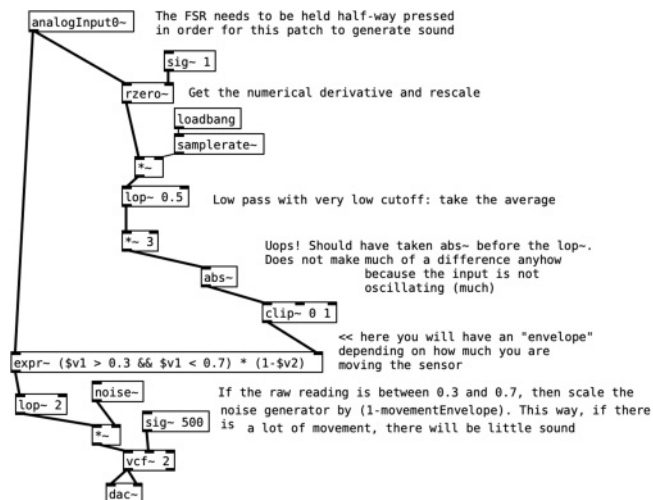 analogInput0~
The FSR needs to be held half-way pressed
in order for this patch to generate sound
sig~ 1
rzero~
Get the numerical derivative and rescale
loadbang
samplerate~
*~
lop~ 0.5
Low pass with very low cutoff: take the average
*~ 3
Uops! Should have taken abs~ before the lop~.
Does not make much of a difference anyhow
because the input is not
oscillating (much)
abs~
clip~ 0 1
<< here you will have an "envelope"
depending on how much you are
moving the sensor
expr~ ($v1 > 0.3 && $v1 < 0.7) * (1-$v2)
If the raw reading is between 0.3 and 0.7, then scale the
noise generator by (1-movementEnvelope). This way, if there
is a lot of movement, there will be little sound
noise~
lop~ 2
sig~ 500
*~
vcf~ 2
dac~